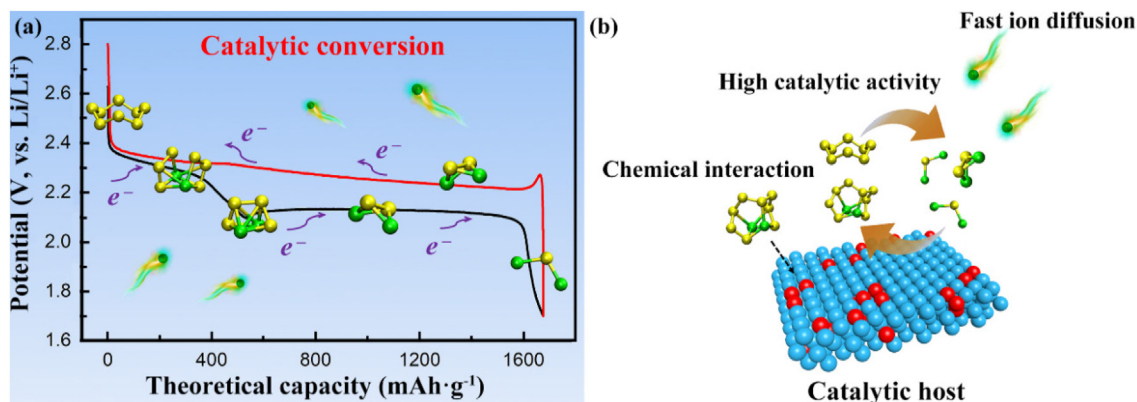 (a)
Catalytic conversion
Potential (V, vs. Li/Li⁺)
2.8
2.6
2.4
2.2
2.0
1.8
1.6
e⁻
e⁻
e⁻
e⁻
e⁻
0
400
800
1200
1600
Theoretical capacity (mAh·g⁻¹)
(b)
Fast ion diffusion
High catalytic activity
Chemical interaction
Catalytic host